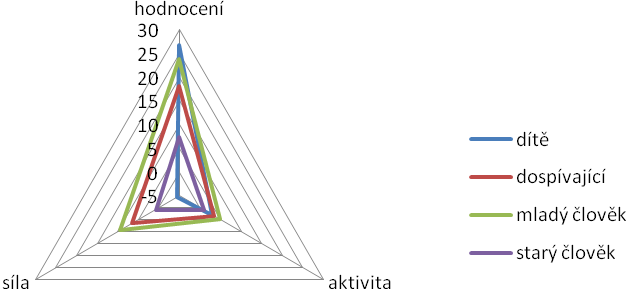 hodnocení
30
25
20
15
10
5
0
-5
síla
aktivita
dítě
dospívající
mladý člověk
starý člověk